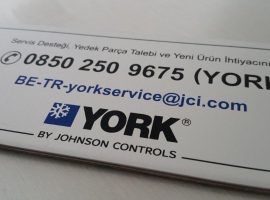 Servis Desteği, Yedek Parça Talebi ve Yeni Ürün İhtiyacını
0850 250 9675 (YORK
BE-TR-yorkservice@jci.com
YORK®
BY JOHNSON CONTROLS